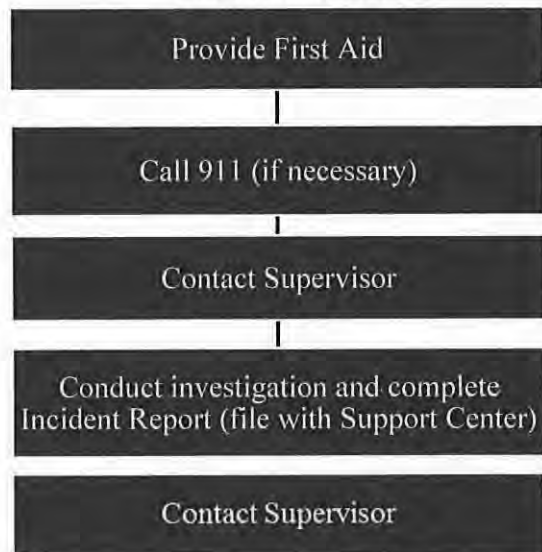 Provide First Aid
Call 911 (if necessary)
Contact Supervisor
Conduct investigation and complete
Incident Report (file with Support Center)
Contact Supervisor